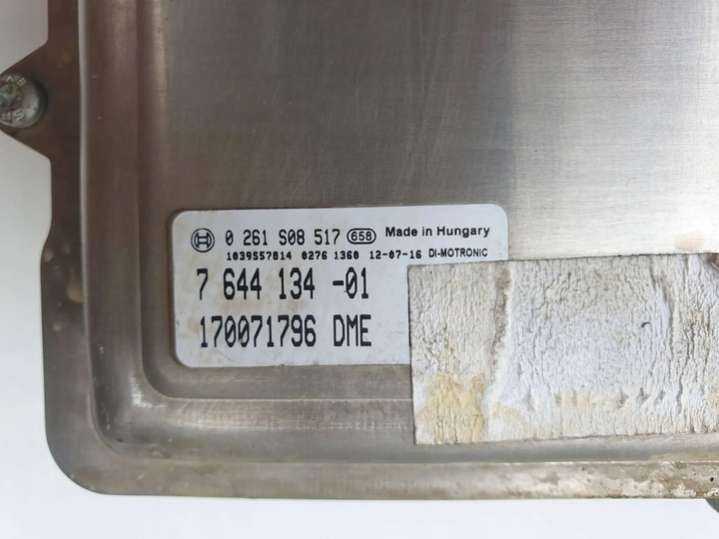 0 261 S08 517 658 Made in Hungary
1039557814 0276 1360 12-07-16 DI-MOTRONIC
7 644 134 -01
170071796 DME